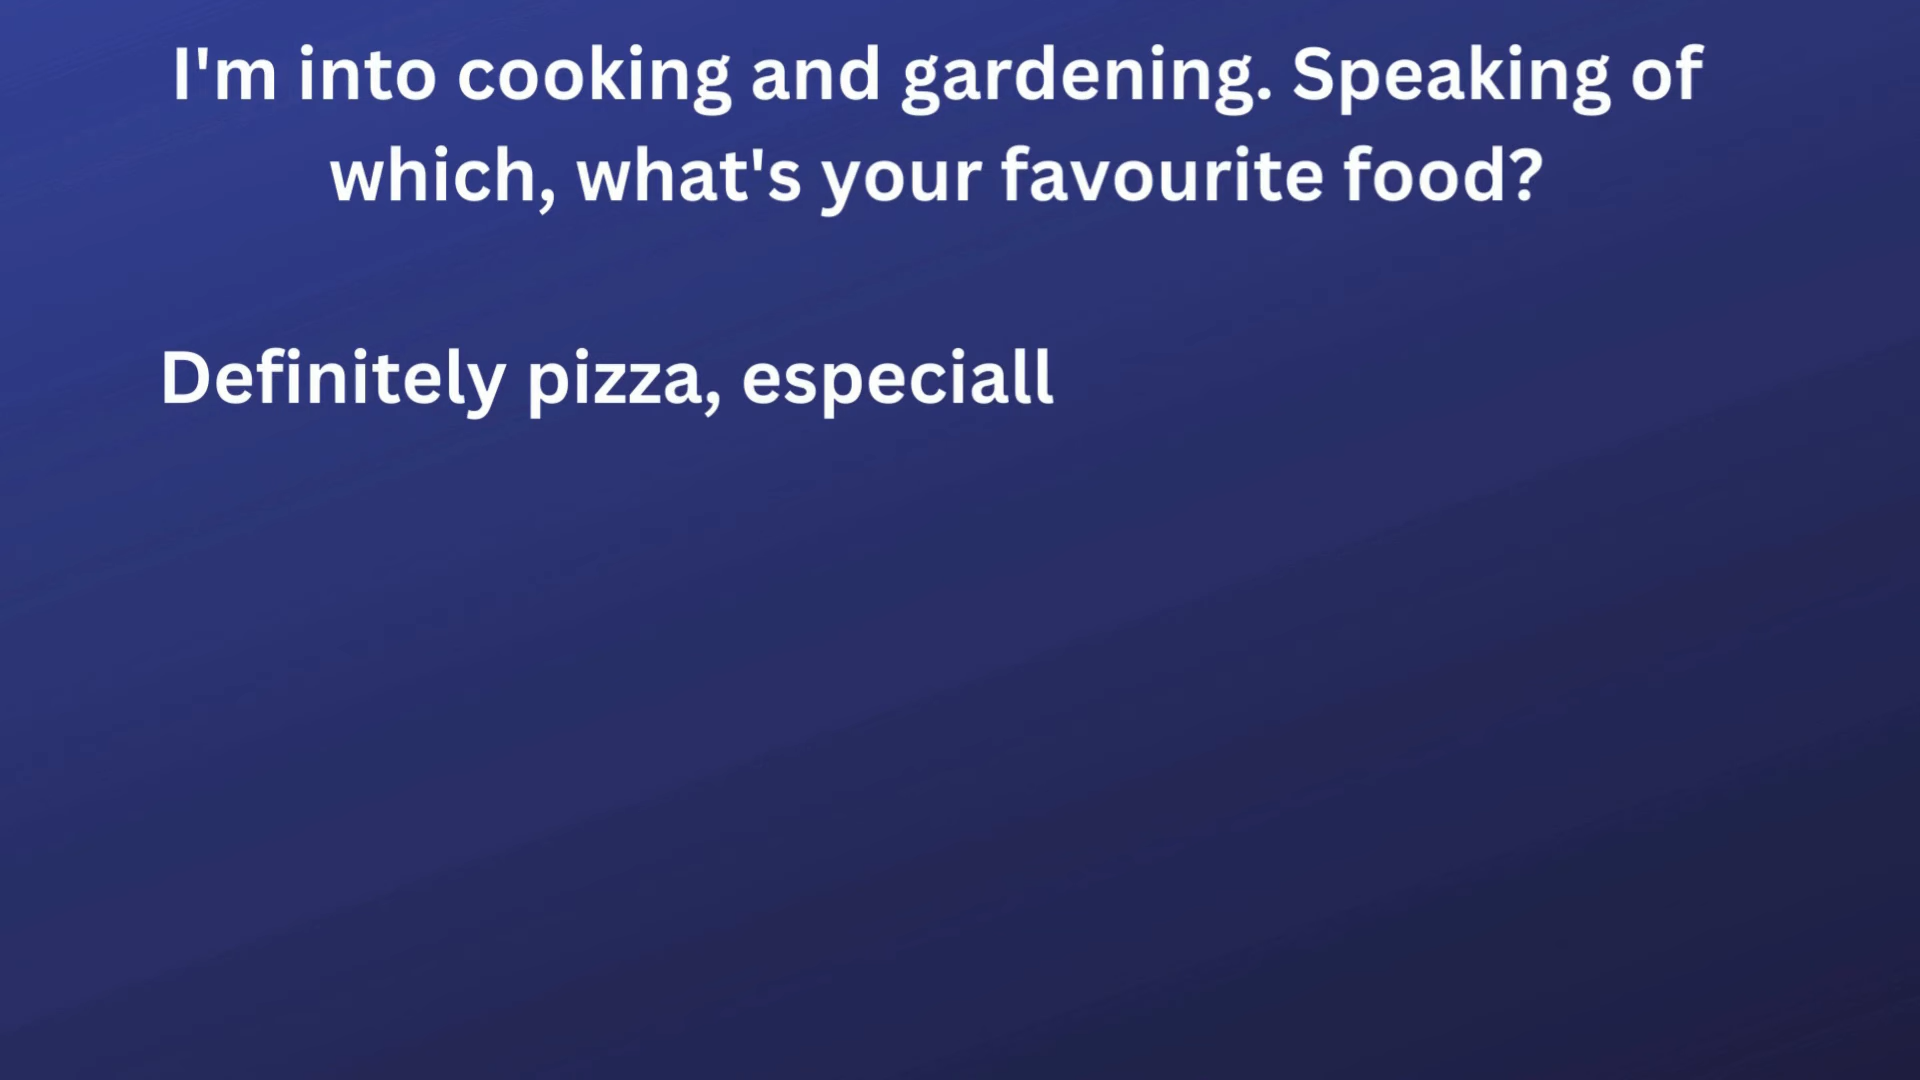 I'm into cooking and gardening. Speaking of
which, what's your favourite food?
Definitely pizza, especiall